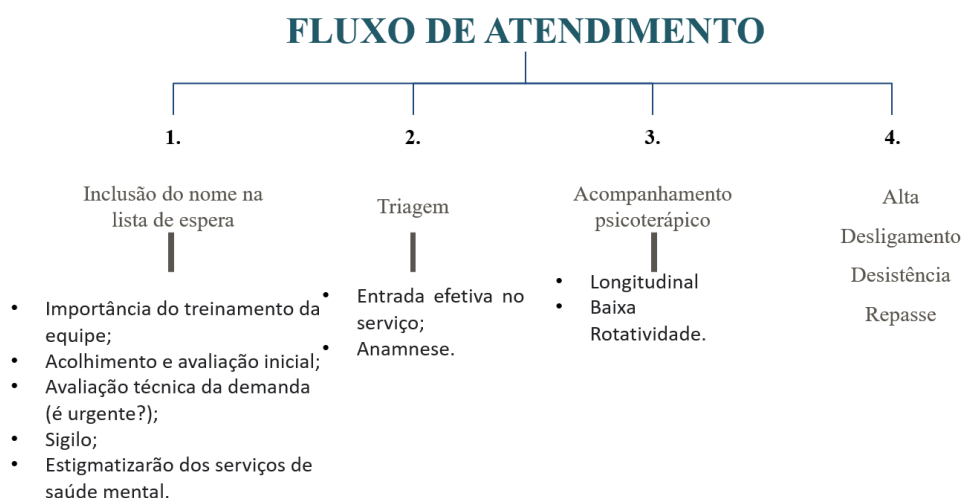 FLUXO DE ATENDIMENTO
1.
Inclusão do nome na
lista de espera
• Importância do treinamento da
equipe;
• Acolhimento e avaliação inicial;
• Avaliação técnica da demanda
(é urgente?);
• Sigilo;
• Estigmatizarão dos serviços de
saúde mental.
2.
Triagem
• Entrada efetiva no
serviço;
• Anamnese.
3.
Acompanhamento
psicoterápico
• Longitudinal
• Baixa
Rotatividade.
4.
Alta
Desligamento
Desistência
Repasse